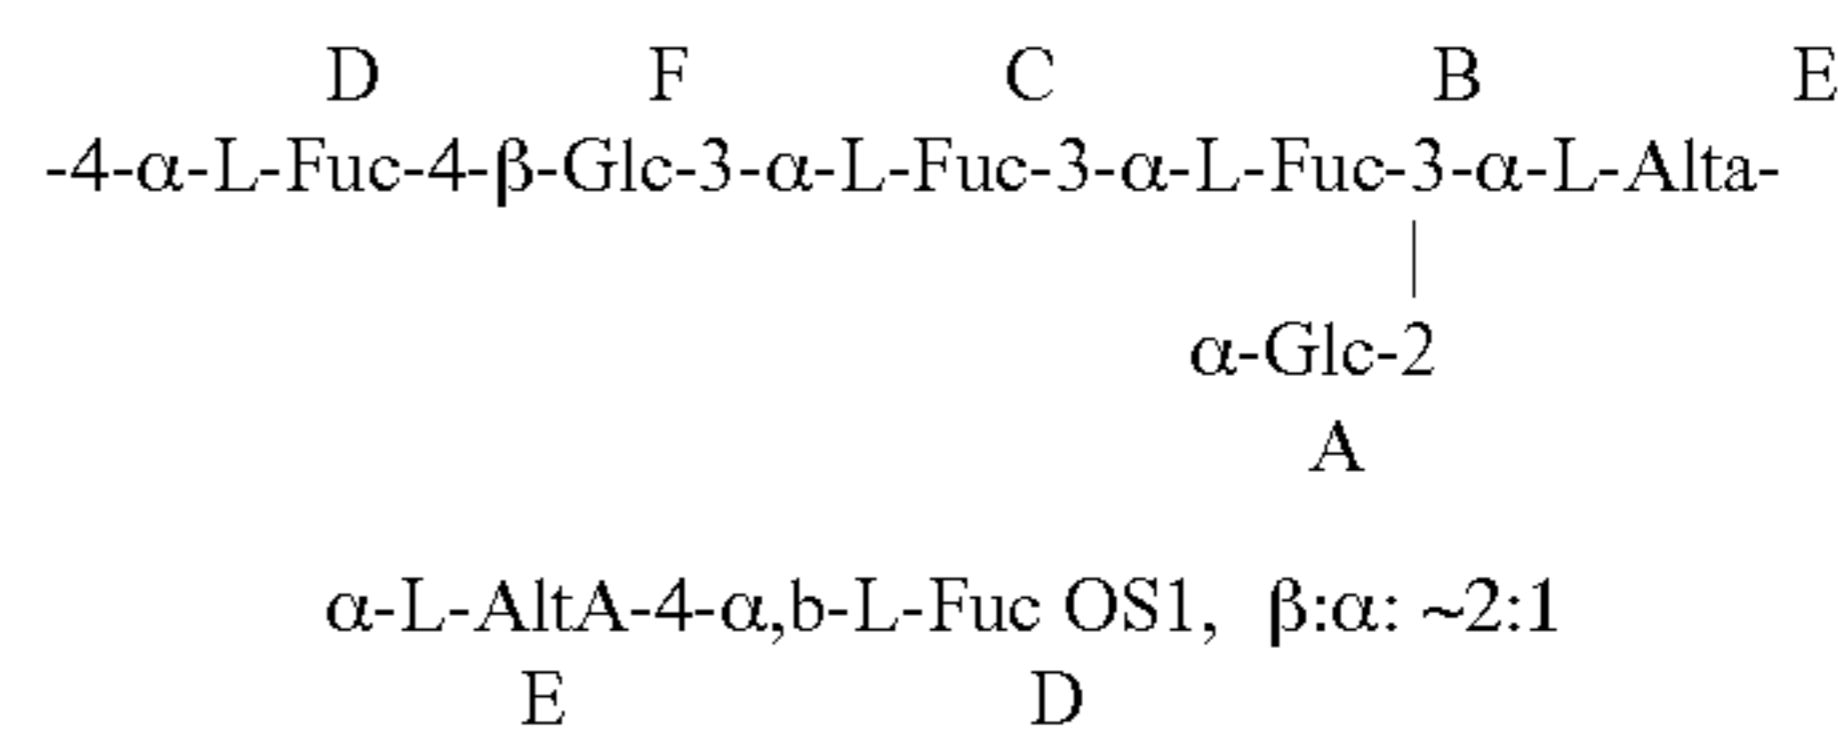 D F C B E
-4-α-L-Fuc-4-β-Glc-3-α-L-Fuc-3-α-L-Fuc-3-α-L-Alta-
α-Glc-2
A
α-L-AltA-4-α,b-L-Fuc OS1, β:α: ~2:1
E D